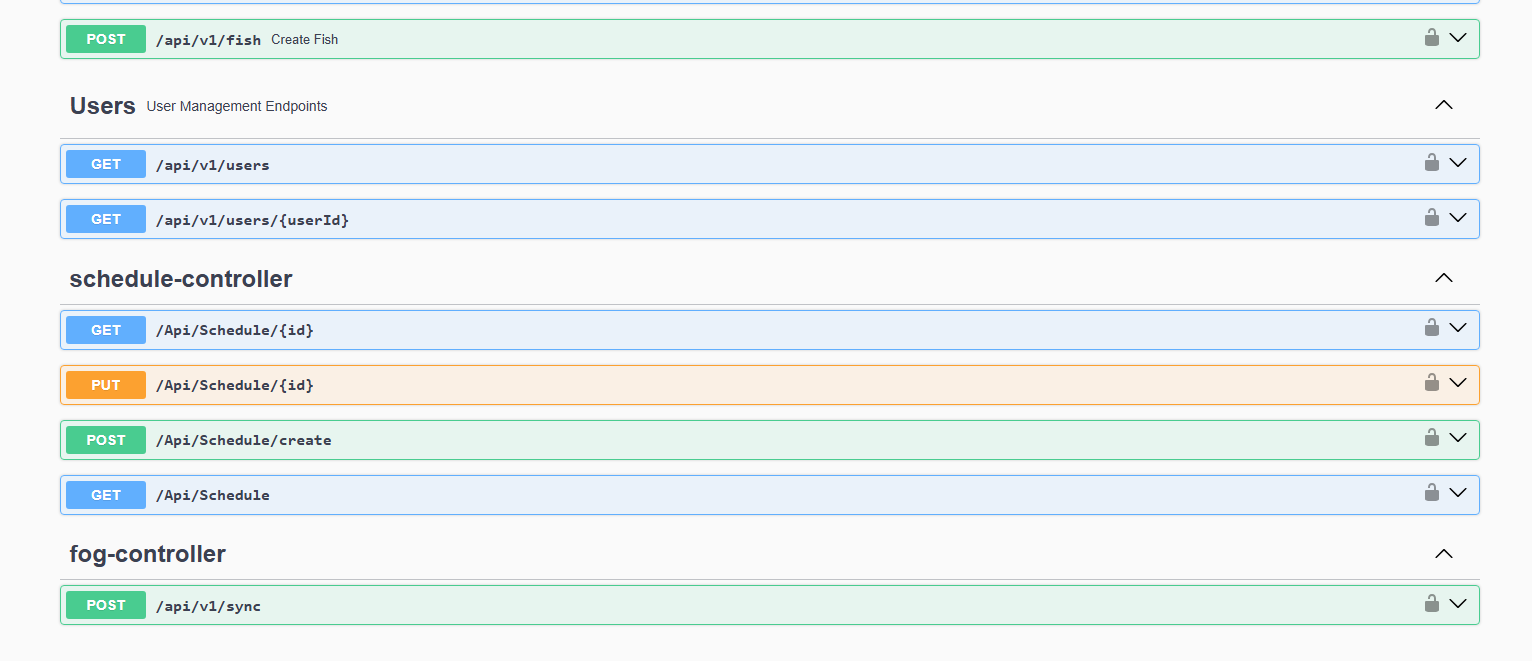 POST /api/v1/fish Create Fish
Users User Management Endpoints
GET /api/v1/users
GET /api/v1/users/{userId}
schedule-controller
GET /Api/Schedule/{id}
PUT /Api/Schedule/{id}
POST /Api/Schedule/create
GET /Api/Schedule
fog-controller
POST /api/v1/sync